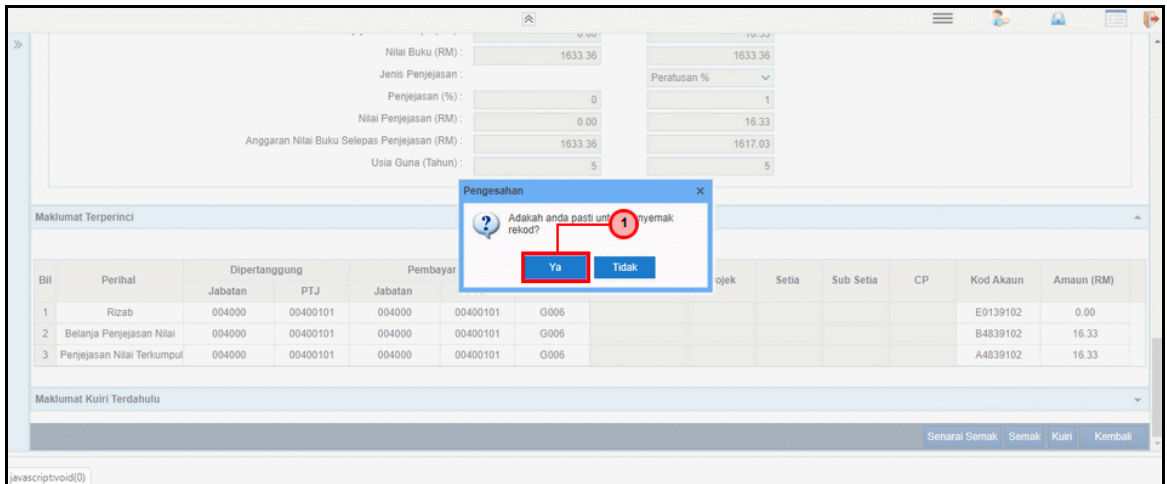 0.00 16.33
Nilai Buku (RM) : 1633.36 1633.36
Jenis Penjejasan : Peratusan %
Penjejasan (%) : 0 1
Nilai Penjejasan (RM) : 0.00 16.33
Anggaran Nilai Buku Selepas Penjejasan (RM) : 1633.36 1617.03
Usia Guna (Tahun) : 5 5
Pengesahan x
Adakah anda pasti nyemak
rekod?
1
Ya Tidak
Maklumat Terperinci
Bil Perihal Dipertanggung Pembayar Setia Sub Setia CP Kod Akaun Amaun (RM)
Jabatan PTJ Jabatan
1 Rizab 004000 00400101 004000 00400101 G006 E0139102 0.00
2 Belanja Penjejasan Nilai 004000 00400101 004000 00400101 G006 B4839102 16.33
3 Penjejasan Nilai Terkumpul 004000 00400101 004000 00400101 G006 A4839102 16.33
Maklumat Kuiri Terdahulu
Senarai Semak Semak Kuiri Kembali
javascript:void(0)